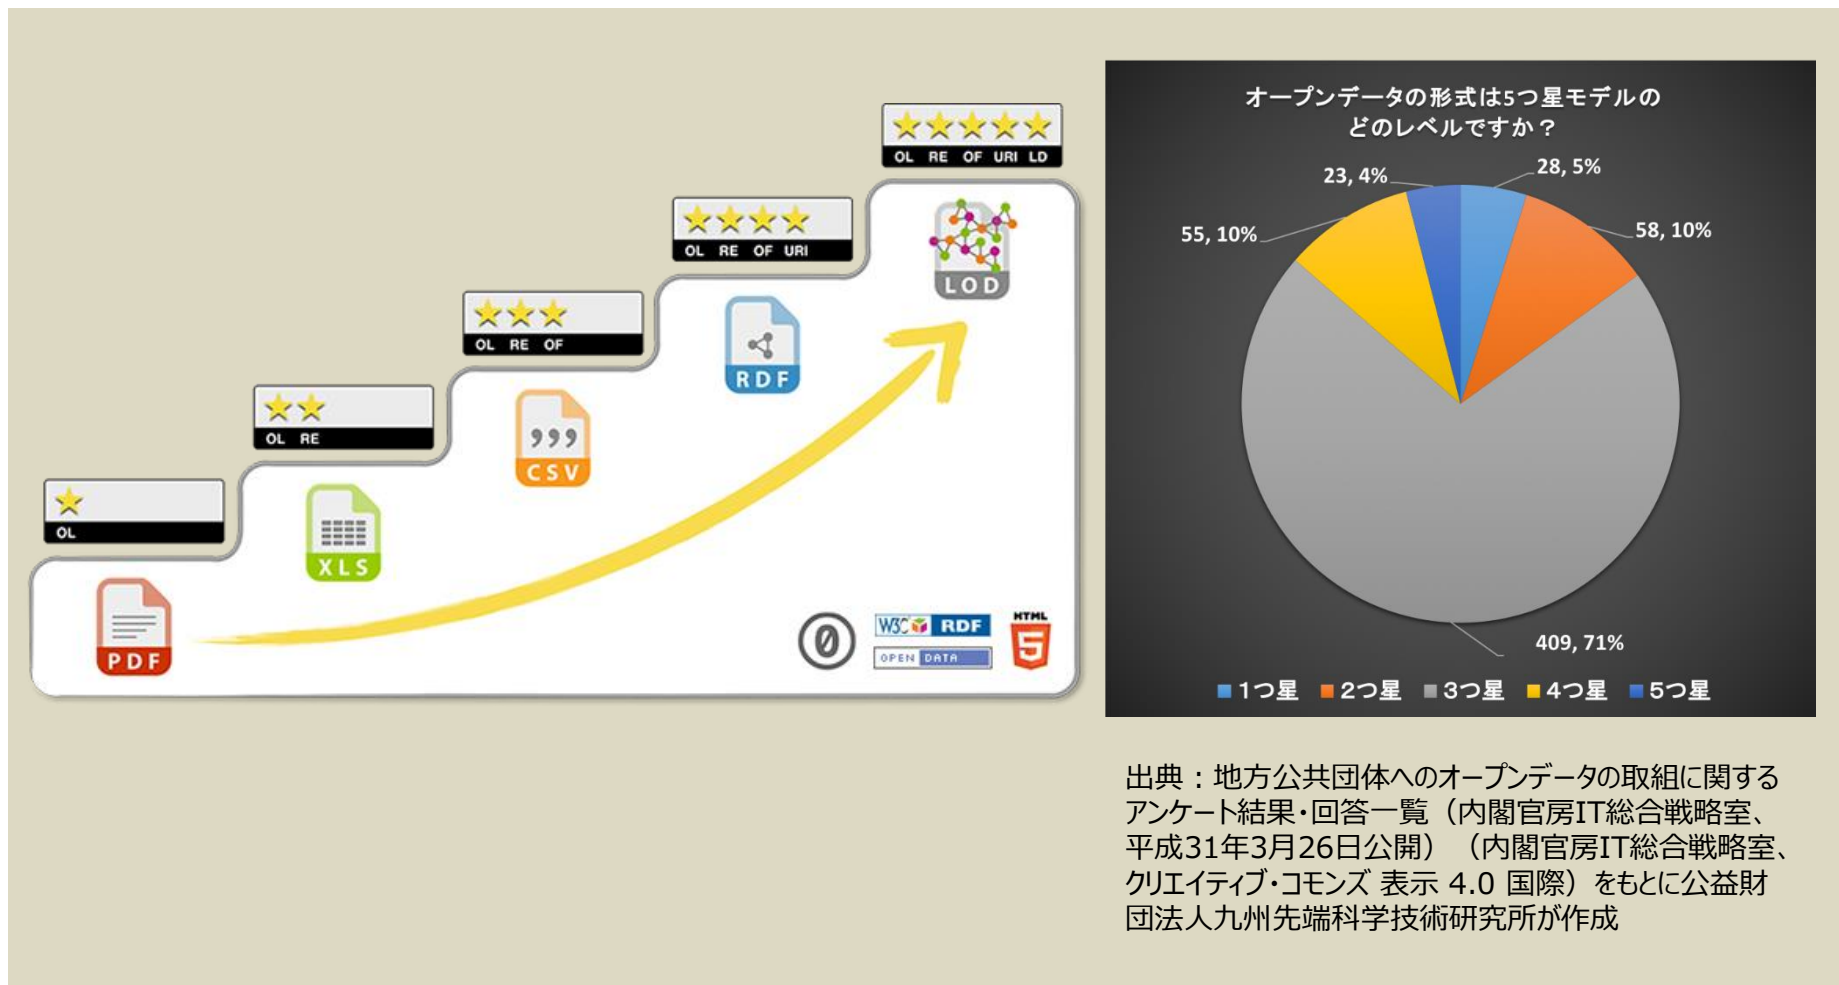 OL
PDF
OL RE
XLS
OL RE OF
CSV
OL RE OF URI
RDF
OL RE OF URI LD
LOD
0
W3C RDF
OPEN DATA
HTML
5
オープンデータの形式は5つ星モデルの
どのレベルですか？
23, 4%
28, 5%
55, 10%
58, 10%
409, 71%
1つ星 2つ星 3つ星 4つ星 5つ星
出典：地方公共団体へのオープンデータの取組に関する
アンケート結果・回答一覧（内閣官房IT総合戦略室、
平成31年3月26日公開）（内閣官房IT総合戦略室、
クリエイティブ・コモンズ 表示 4.0 国際）をもとに公益財
団法人九州先端科学技術研究所が作成